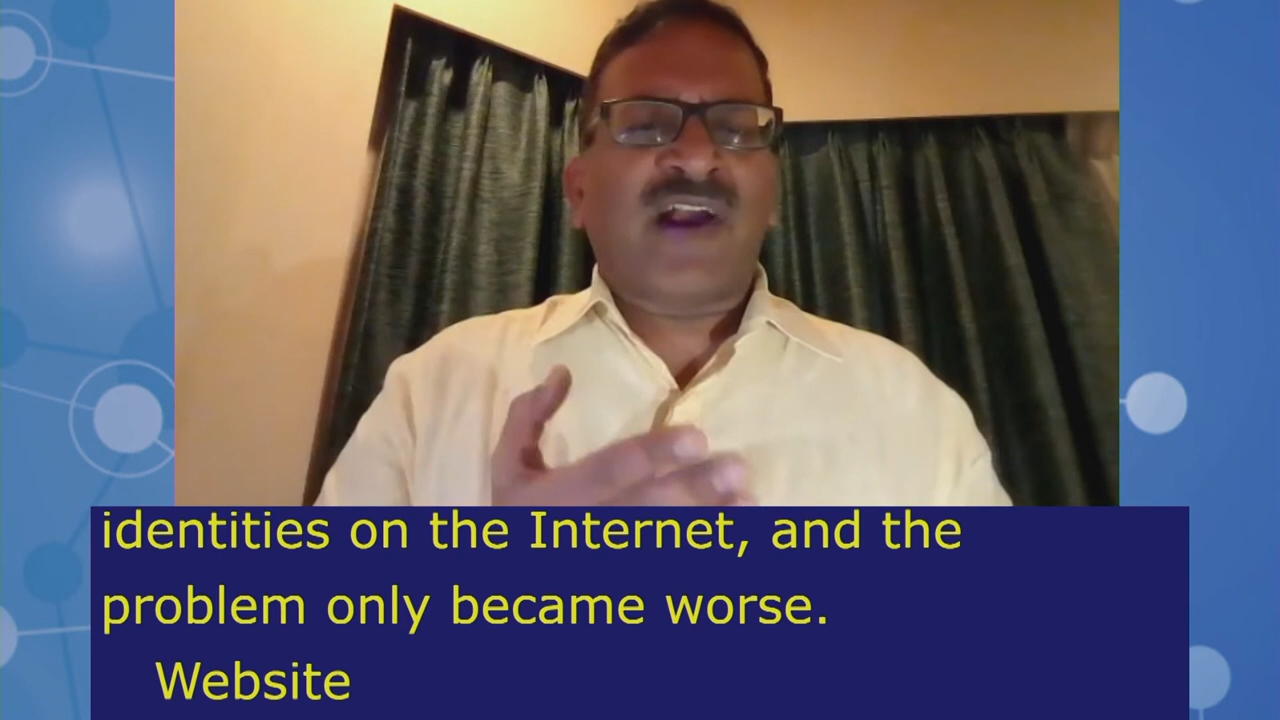 identities on the Internet, and the
problem only became worse.
Website